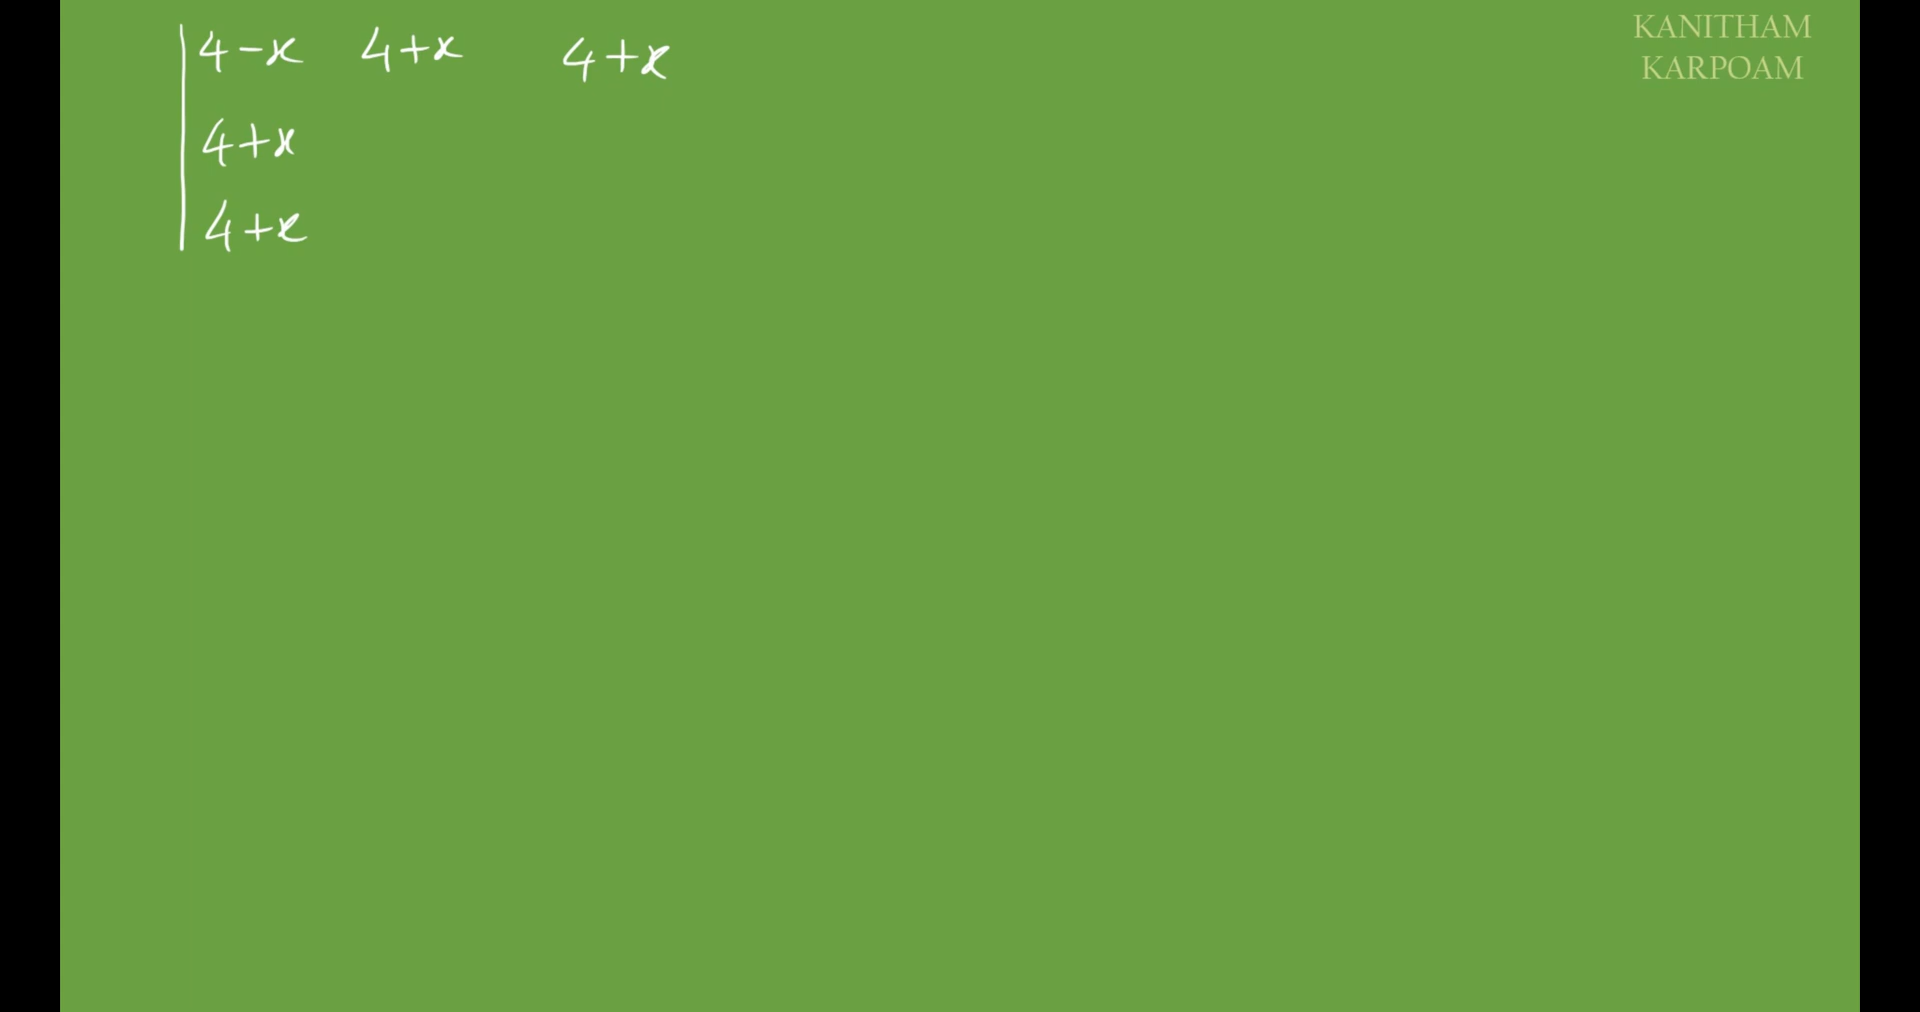 4-x 4+x 4+x
4+x
4+x
KANITHAM
KARPOAM